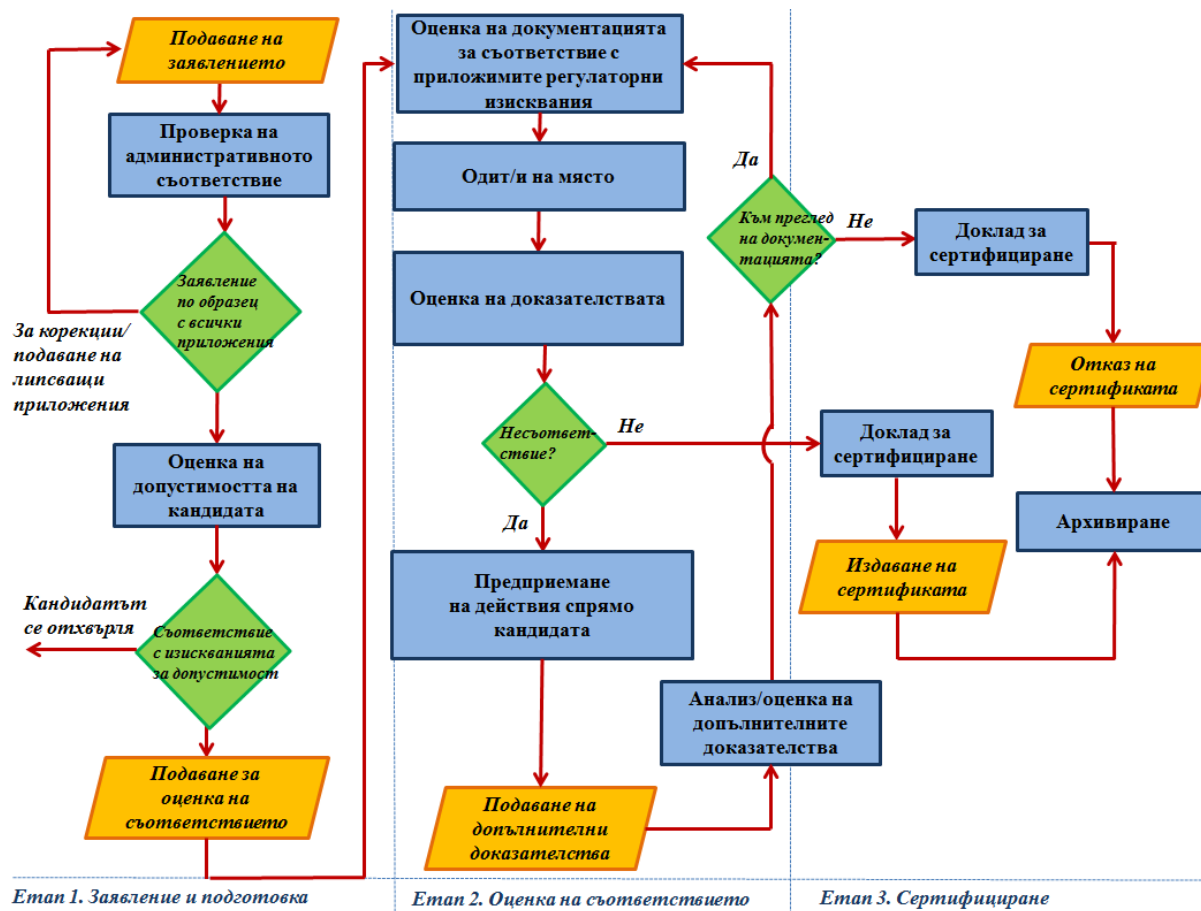 Подаване на
заявлението
Проверка на
административното
съответствие
Заявление
по образец
с всички
приложения
За корекции/
подаване на
липсващи
приложения
Оценка на
допустимостта на
кандидата
Кандидатът
се отхвърля
Съответствие
с изискванията
за допустимост
Подаване за
оценка на
съответствието
Етап 1. Заявление и подготовка
Оценка на документацията
за съответствие с
приложимите регулаторни
изисквания
Одит/и на място
Оценка на доказателствата
Несъответ-
ствие?
Не
Да
Предприемане
на действия спрямо
кандидата
Подаване на
допълнителни
доказателства
Анализ/оценка на
допълнителните
доказателства
Да
Към преглед
на докумен-
тацията?
Не
Етап 2. Оценка на съответствието
Доклад за
сертифициране
Отказ на
сертификата
Доклад за
сертифициране
Издаване на
сертификата
Архивиране
Етап 3. Сертифициране